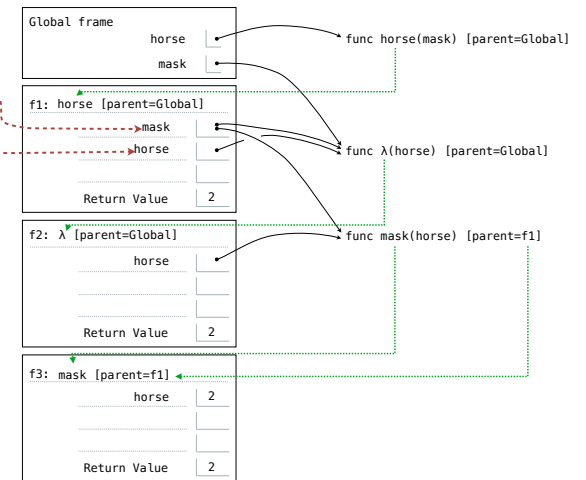 Global frame
horse
func horse(mask) [parent=Global]
mask
f1: horse [parent=Global]
mask
horse
func λ(horse) [parent=Global]
Return Value 2
f2: λ [parent=Global]
func mask(horse) [parent=f1]
horse
Return Value 2
f3: mask [parent=f1]
horse 2
Return Value 2